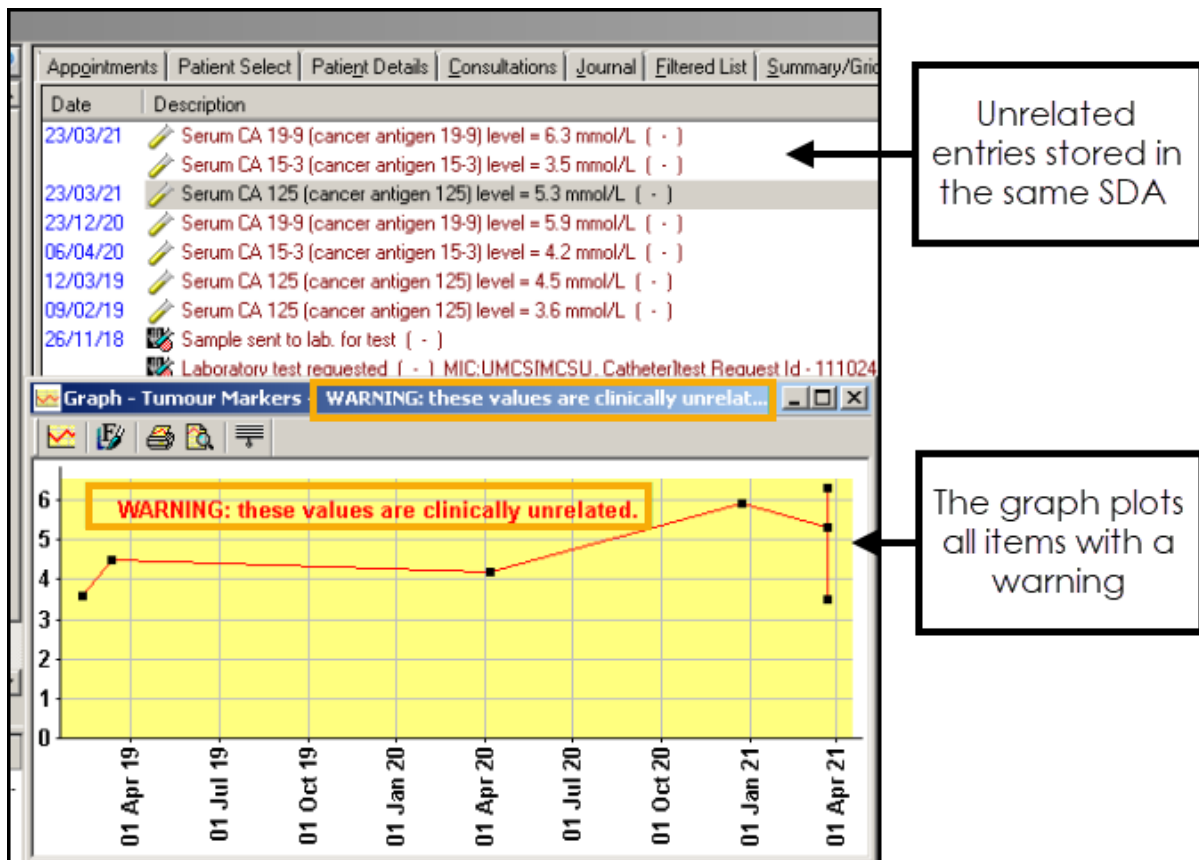 Appointments Patient Select Patient Details Consultations Journal Filtered List Summary/Grid
Date Description
23/03/21 Serum CA 19-9 (cancer antigen 19-9) level = 6.3 mmol/L ( - )
Serum CA 15-3 (cancer antigen 15-3) level = 3.5 mmol/L ( - )
23/03/21 Serum CA 125 (cancer antigen 125) level = 5.3 mmol/L ( - )
23/12/20 Serum CA 19-9 (cancer antigen 19-9) level = 5.9 mmol/L ( - )
06/04/20 Serum CA 15-3 (cancer antigen 15-3) level = 4.2 mmol/L ( - )
12/03/19 Serum CA 125 (cancer antigen 125) level = 4.5 mmol/L ( - )
09/02/19 Serum CA 125 (cancer antigen 125) level = 3.6 mmol/L ( - )
26/11/18 Sample sent to lab. for test ( - )
Laboratory test requested ( - ) MIC:UMCS[MCSU, Catheter]test Request Id - 111024
Graph - Tumour Markers - WARNING: these values are clinically unrelat...
WARNING: these values are clinically unrelated.
6
5
4
3
2
1
0
01 Apr 19
01 Jul 19
01 Oct 19
01 Jan 20
01 Apr 20
01 Jul 20
01 Oct 20
01 Jan 21
01 Apr 21
Unrelated
entries stored in
the same SDA
The graph plots
all items with a
warning